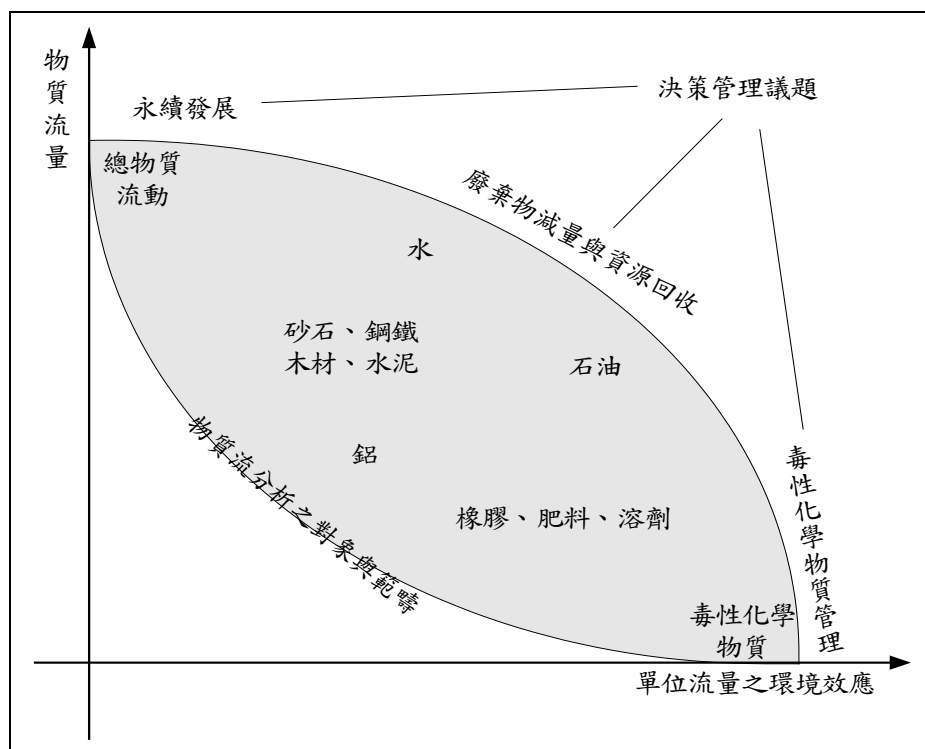 物質流量
永續發展
決策管理議題
總物質
流動
廢棄物減量與資源回收
水
砂石、鋼鐵
木材、水泥
石油
物質流分析之對象與範疇
鋁
橡膠、肥料、溶劑
毒性化學物質管理
毒性化學
物質
單位流量之環境效應